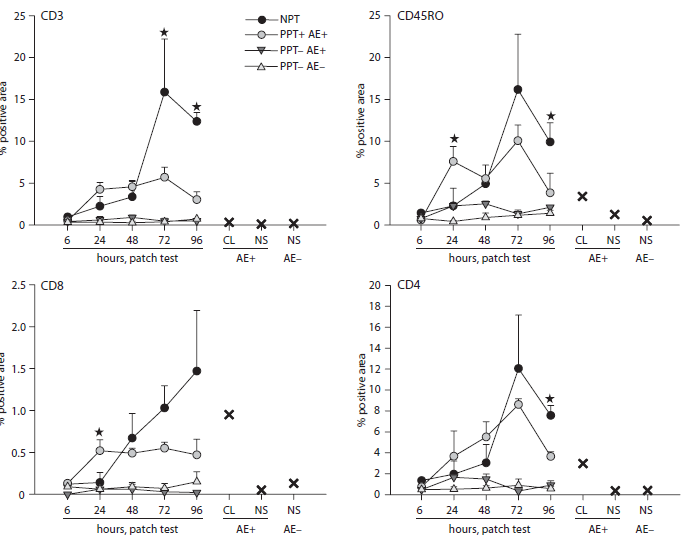 CD3
25
20
15
10
5
0
% positive area
NPT
PPT+ AE+
PPT– AE+
PPT– AE–
6 24 48 72 96 CL NS NS
hours, patch test AE+ AE–
CD45RO
25
20
15
10
5
0
% positive area
6 24 48 72 96 CL NS NS
hours, patch test AE+ AE–
CD8
2.5
2.0
1.5
1.0
0.5
0
% positive area
6 24 48 72 96 CL NS NS
hours, patch test AE+ AE–
CD4
20
18
16
14
12
10
8
6
4
2
0
% positive area
6 24 48 72 96 CL NS NS
hours, patch test AE+ AE–